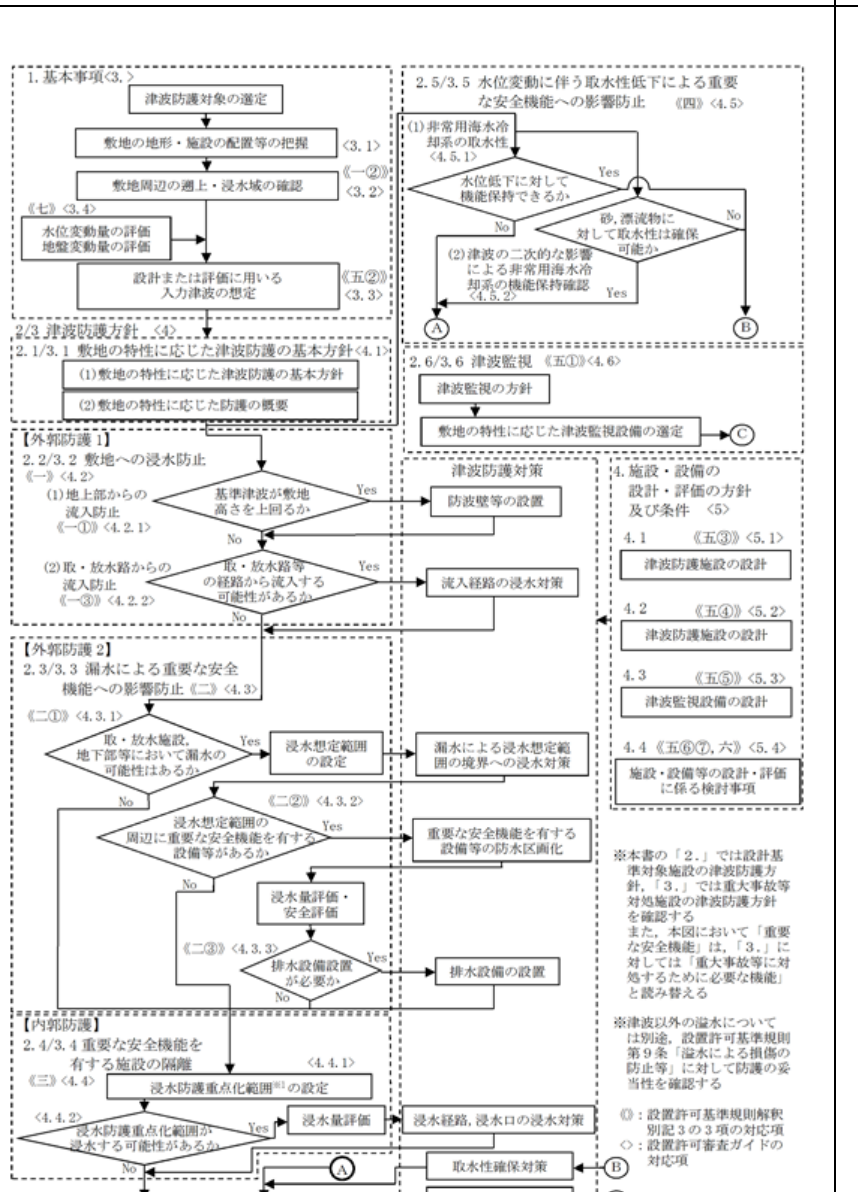 1. 基本事項<3.>
津波防護対象の選定
敷地の地形・施設の配置等の把握
<3.1>
敷地周辺の遡上・浸水域の確認
《一②》
<3.2>
《七》<3.4>
水位変動量の評価
地盤変動量の評価
設計または評価に用いる
入力津波の想定
《五②》
<3.3>
2/3 津波防護方針 <4>
2.1/3.1 敷地の特性に応じた津波防護の基本方針<4.1>
(1)敷地の特性に応じた津波防護の基本方針
(2)敷地の特性に応じた防護の概要
【外郭防護1】
2.2/3.2 敷地への浸水防止
《一》<4.2>
(1)地上部からの
流入防止
《一①》<4.2.1>
基準津波が敷地
高さを上回るか
Yes
No
(2)取・放水路からの
流入防止
《一③》<4.2.2>
取・放水路等
の経路から流入する
可能性があるか
Yes
No
【外郭防護2】
2.3/3.3 漏水による重要な安全
機能への影響防止《二》<4.3>
《二①》<4.3.1>
取・放水施設,
地下部等において漏水の
可能性はあるか
Yes
No
浸水想定範囲
の設定
《二②》<4.3.2>
浸水想定範囲の
周辺に重要な安全機能を有する
設備等があるか
Yes
No
浸水量評価・
安全評価
《二③》<4.3.3>
排水設備設置
が必要か
Yes
No
【内郭防護】
2.4/3.4 重要な安全機能を
有する施設の隔離
《三》<4.4>
<4.4.1>
浸水防護重点化範囲※1の設定
<4.4.2>
浸水防護重点化範囲が
浸水する可能性があるか
Yes
No
浸水量評価
2.5/3.5 水位変動に伴う取水性低下による重要
な安全機能への影響防止 《四》<4.5>
(1)非常用海水冷
却系の取水性
<4.5.1>
水位低下に対して
機能保持できるか
Yes
No
砂,漂流物に
対して取水性は確保
可能か
No
Yes
(2)津波の二次的な影響
による非常用海水冷
却系の機能保持確認
<4.5.2>
A
B
2.6/3.6 津波監視 《五①》<4.6>
津波監視の方針
敷地の特性に応じた津波監視設備の選定
C
津波防護対策
防波壁等の設置
流入経路の浸水対策
漏水による浸水想定範
囲の境界への浸水対策
重要な安全機能を有する
設備等の防水区画化
排水設備の設置
浸水経路,浸水口の浸水対策
A
取水性確保対策
B
4.施設・設備の
設計・評価の方針
及び条件 <5>
4.1 《五③》<5.1>
津波防護施設の設計
4.2 《五④》<5.2>
津波防護施設の設計
4.3 《五⑤》<5.3>
津波監視設備の設計
4.4 《五⑥⑦,六》<5.4>
施設・設備等の設計・評価
に係る検討事項
※本書の「2.」では設計基
準対象施設の津波防護方
針,「3.」では重大事故等
対処施設の津波防護方針
を確認する
また,本図において「重要
な安全機能」は,「3.」に
対しては「重大事故等に対
処するために必要な機能」
と読み替える
※津波以外の溢水について
は別途,設置許可基準規則
第9条「溢水による損傷の
防止等」に対して防護の妥
当性を確認する
《》:設置許可基準規則解釈
別記3の3項の対応項
<>:設置許可審査ガイドの
対応項